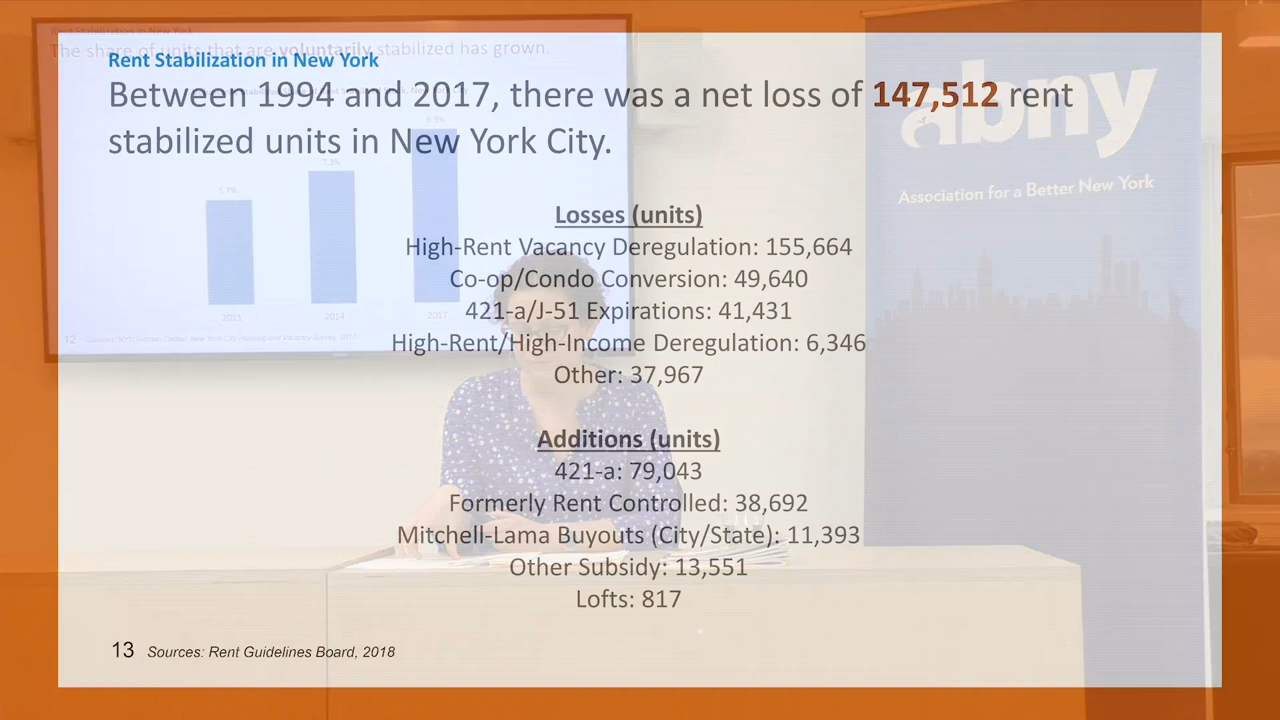 Rent Stabilization in New York
The share of units that are voluntarily stabilized has grown.
Rent Stabilization in New York
Between 1994 and 2017, there was a net loss of 147,512 rent
stabilized units in New York City.
5.7%
7.2%
2011
2014
2017
12
Losses (units)
High-Rent Vacancy Deregulation: 155,664
Co-op/Condo Conversion: 49,640
421-a/J-51 Expirations: 41,431
High-Rent/High-Income Deregulation: 6,346
Other: 37,967
Additions (units)
421-a: 79,043
Formerly Rent Controlled: 38,692
Mitchell-Lama Buyouts (City/State): 11,393
Other Subsidy: 13,551
Lofts: 817
13 Sources: Rent Guidelines Board, 2018
abny
Association for a Better New York